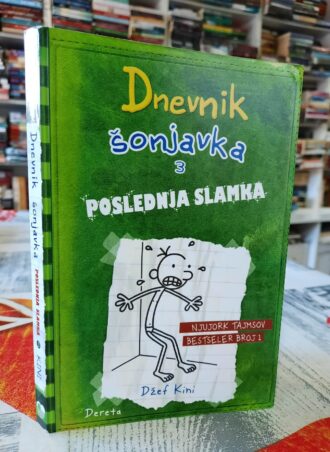 Dnevnik
šonjavka
3
POSLEDNJA SLAMKA
NJUJORK TAJMSOV
BESTSELER BROJ 1
Džef Kini
Dereta
Dnevnik šonjavka POSLEDNJA SLAMKA KINI